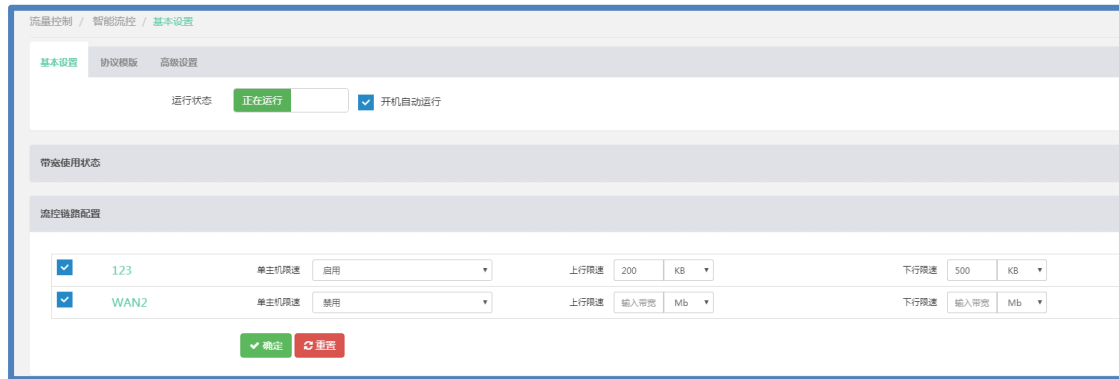 流量控制 / 智能流控 / 基本设置
基本设置 协议模版 高级设置
运行状态 正在运行 开机自动运行
带宽使用状态
流控链路配置
123 单主机限速 启用 上行限速 200 KB 下行限速 500 KB
WAN2 单主机限速 禁用 上行限速 输入带宽 Mb 下行限速 输入带宽 Mb
确定 重置